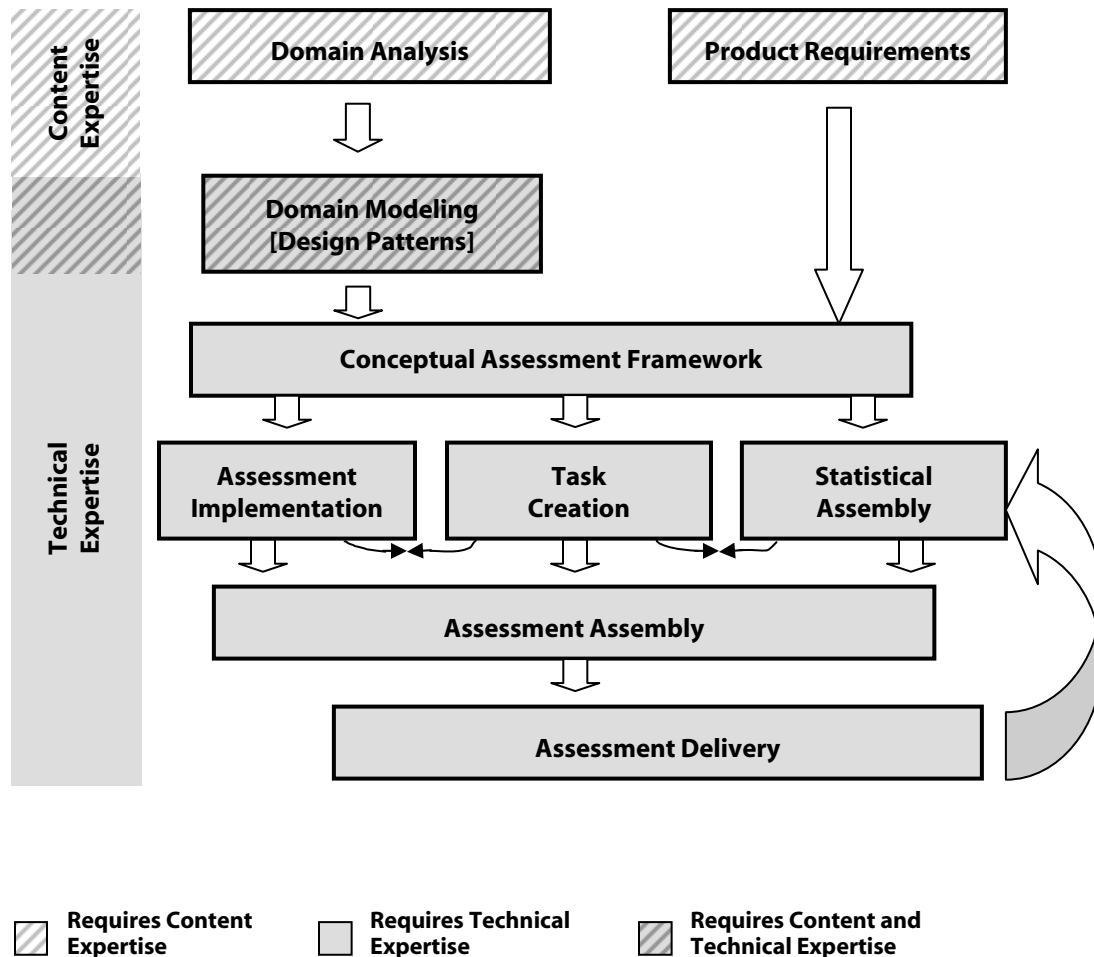 Content
Expertise
Domain Analysis
Product Requirements
Domain Modeling
[Design Patterns]
Conceptual Assessment Framework
Technical
Expertise
Assessment
Implementation
Task
Creation
Statistical
Assembly
Assessment Assembly
Assessment Delivery
Requires Content
Expertise
Requires Technical
Expertise
Requires Content and
Technical Expertise